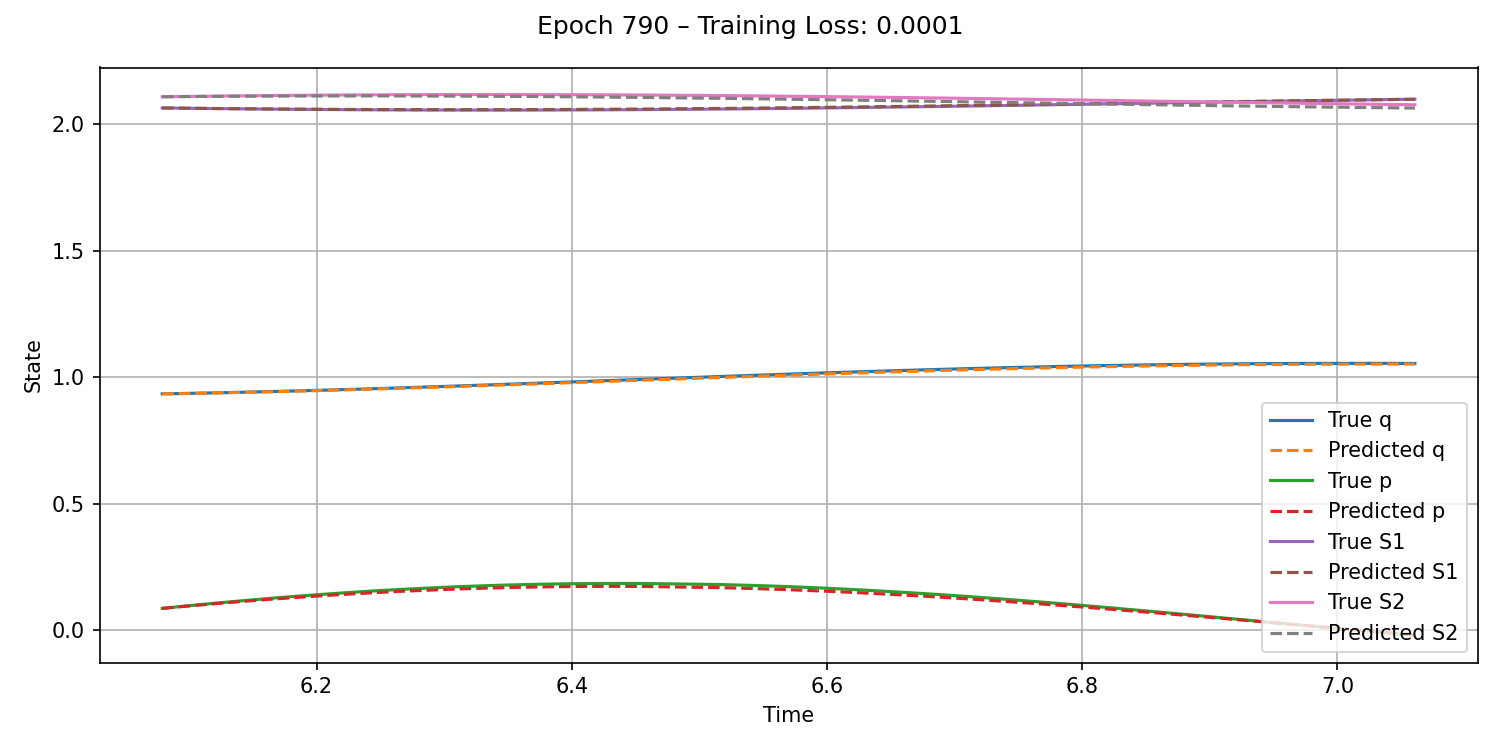 Epoch 790 – Training Loss: 0.0001
State
2.0
1.5
1.0
0.5
0.0
True q
Predicted q
True p
Predicted p
True S1
Predicted S1
True S2
Predicted S2
6.2 6.4 6.6 6.8 7.0
Time